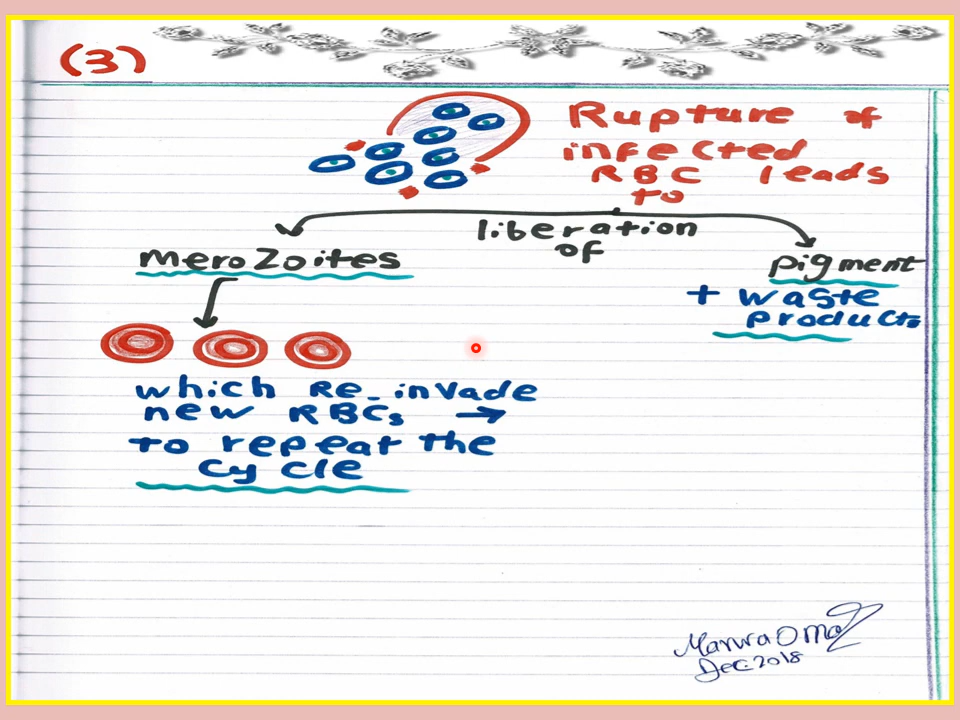 (3)
Rupture of
infected
RBC leads
to
liberation
of
Merozoites
pigment
+ waste
products
which Re-invade
new RBCs →
to repeat the
cycle
Marwa Omar
Dec. 2018